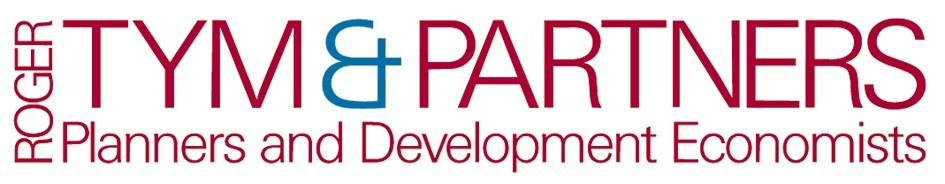 ROGER
TYM & PARTNERS
Planners and Development Economists